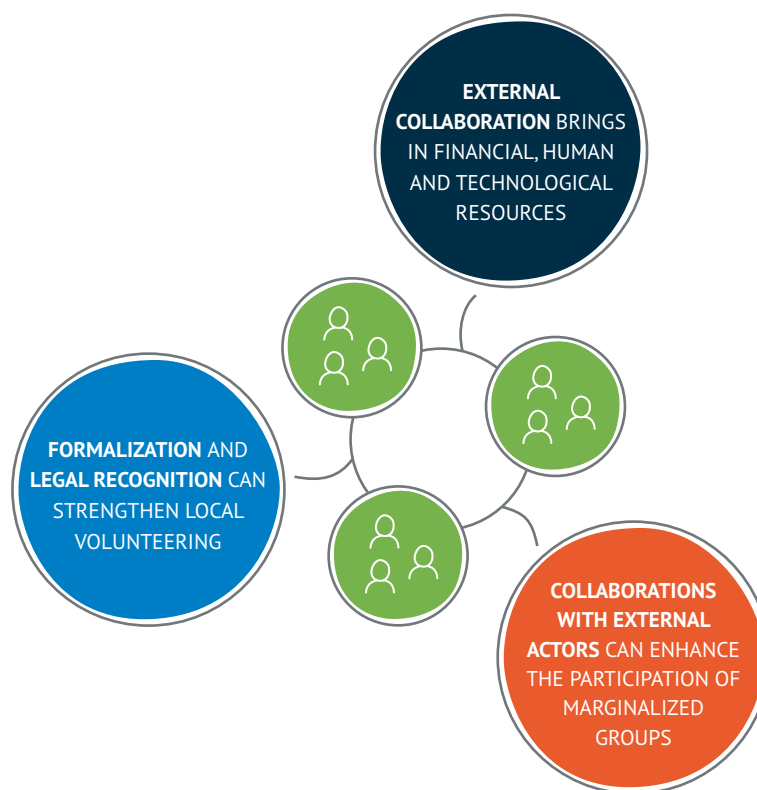 EXTERNAL
COLLABORATION BRINGS
IN FINANCIAL, HUMAN
AND TECHNOLOGICAL
RESOURCES
FORMALIZATION AND
LEGAL RECOGNITION CAN
STRENGTHEN LOCAL
VOLUNTEERING
COLLABORATIONS
WITH EXTERNAL
ACTORS CAN ENHANCE
THE PARTICIPATION OF
MARGINALIZED
GROUPS